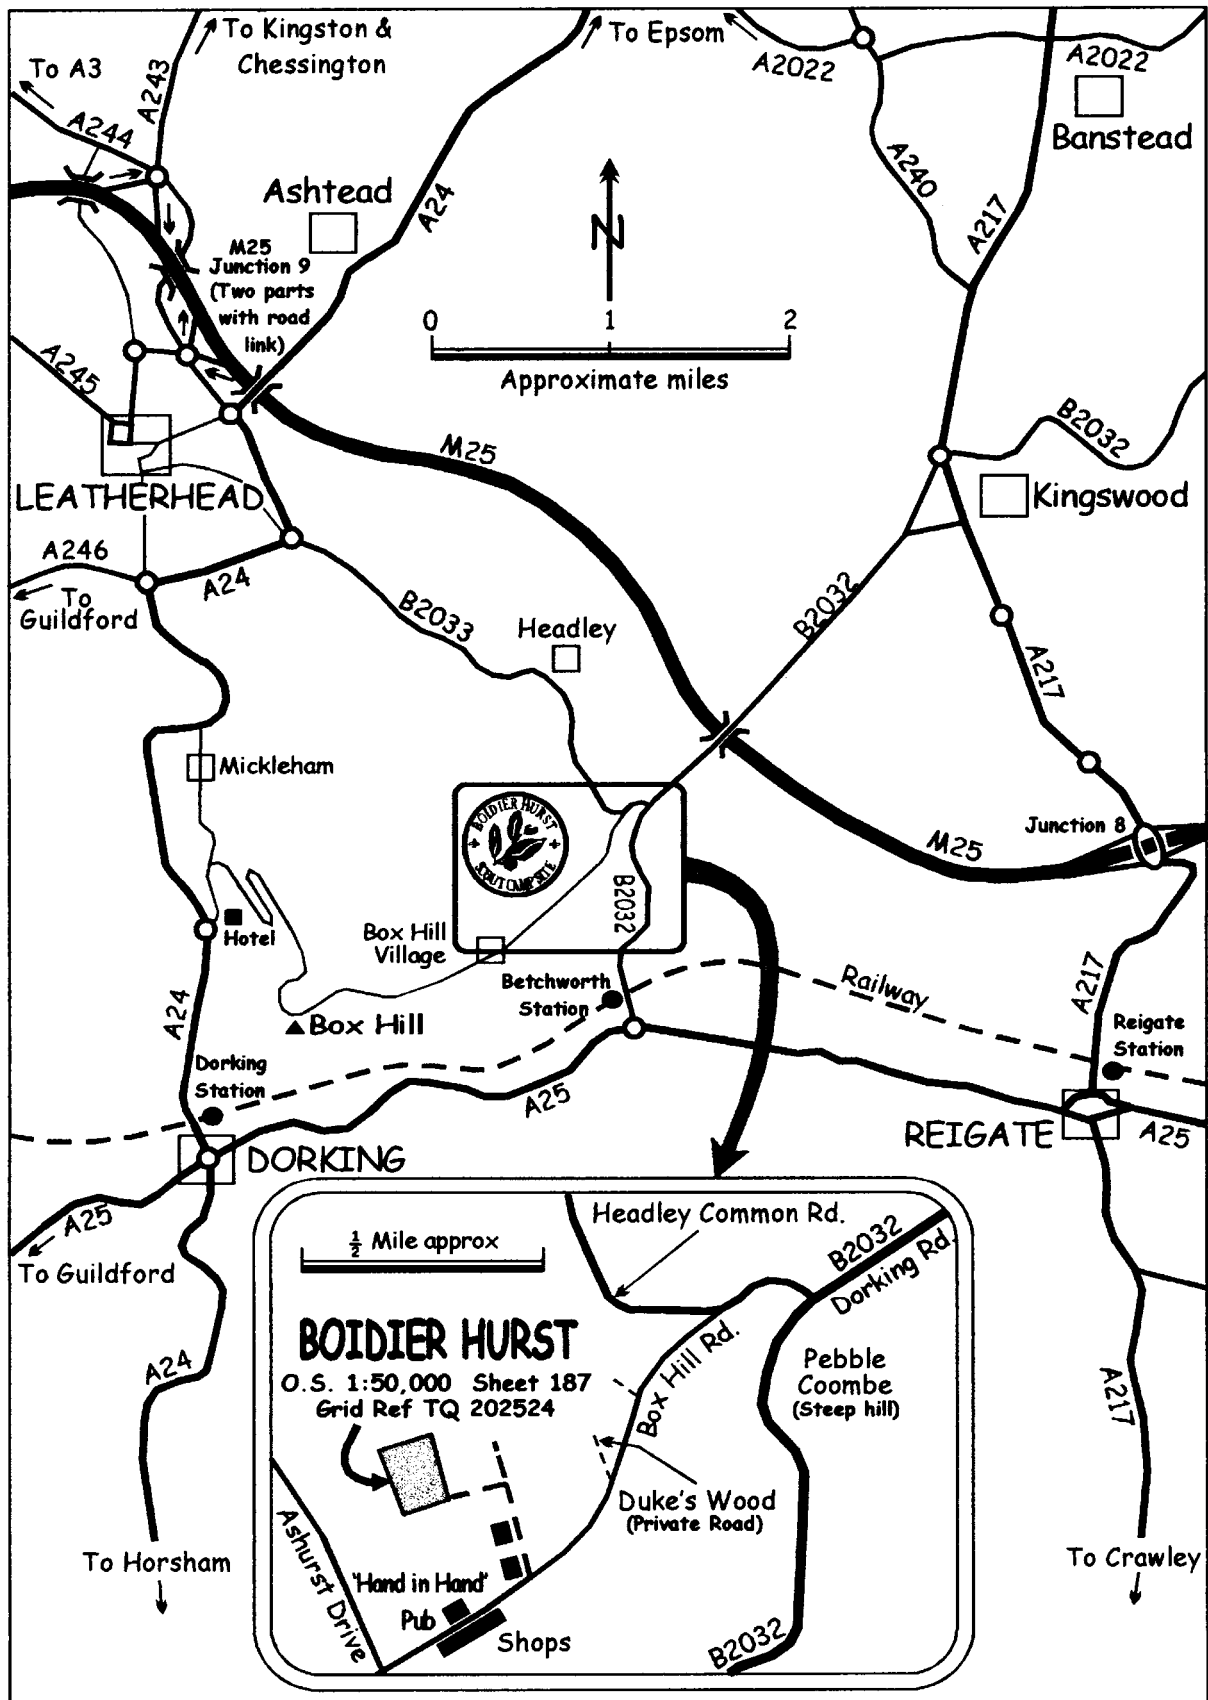 To Kingston &
Chessington
To Epsom
A2022
A2022
To A3
A243
A244
Banstead
A240
Ashtead
A24
A217
N
M25
Junction 9
(Two parts
with road
link)
0 1 2
Approximate miles
A245
B2032
M25
LEATHERHEAD
Kingswood
A246
A24
To
Guildford
B2033
Headley
B2032
A217
Mickleham
BOIDIER HURST
SCOUT CAMP SITE
Junction 8
M25
B2032
Hotel
Box Hill
Village
Betchworth
Station
Railway
A217
A24
Box Hill
Reigate
Station
Dorking
Station
A25
REIGATE
A25
DORKING
A25
To Guildford
Headley Common Rd.
½ Mile approx
B2032
Dorking Rd.
BOIDIER HURST
O.S. 1:50,000 Sheet 187
Grid Ref TQ 202524
Box Hill Rd.
Pebble
Coombe
(Steep hill)
A24
A217
Duke's Wood
(Private Road)
Ashurst Drive
To Horsham
To Crawley
'Hand in Hand'
Pub
Shops
B2032